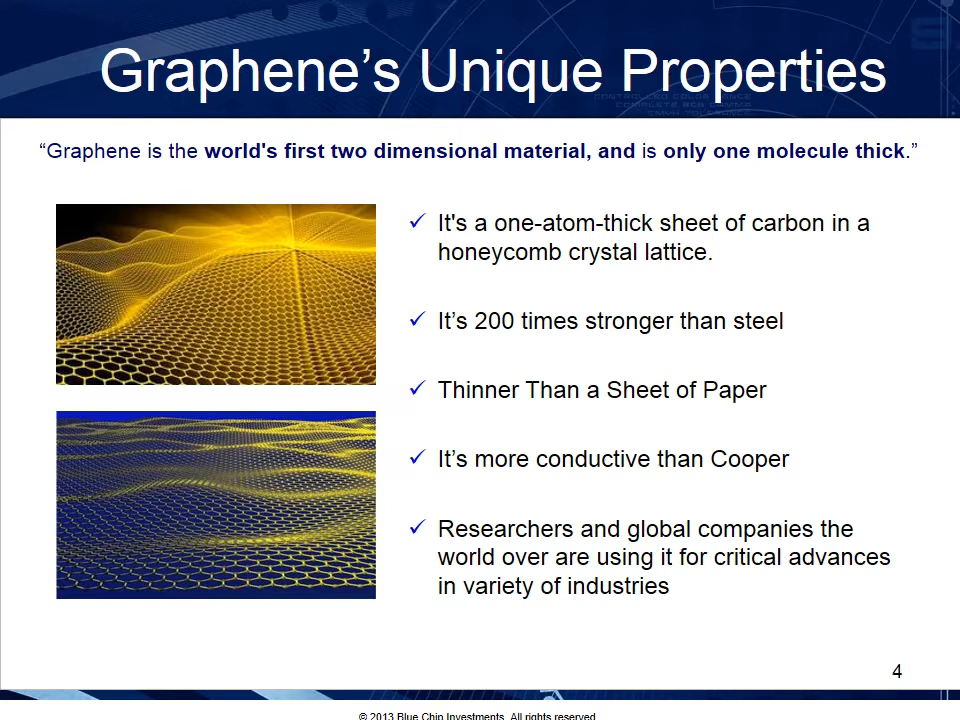 Graphene’s Unique Properties
“Graphene is the world's first two dimensional material, and is only one molecule thick.”
It's a one-atom-thick sheet of carbon in a
honeycomb crystal lattice.
It’s 200 times stronger than steel
Thinner Than a Sheet of Paper
It’s more conductive than Cooper
Researchers and global companies the
world over are using it for critical advances
in variety of industries
4
© 2013 Blue Chip Investments. All rights reserved